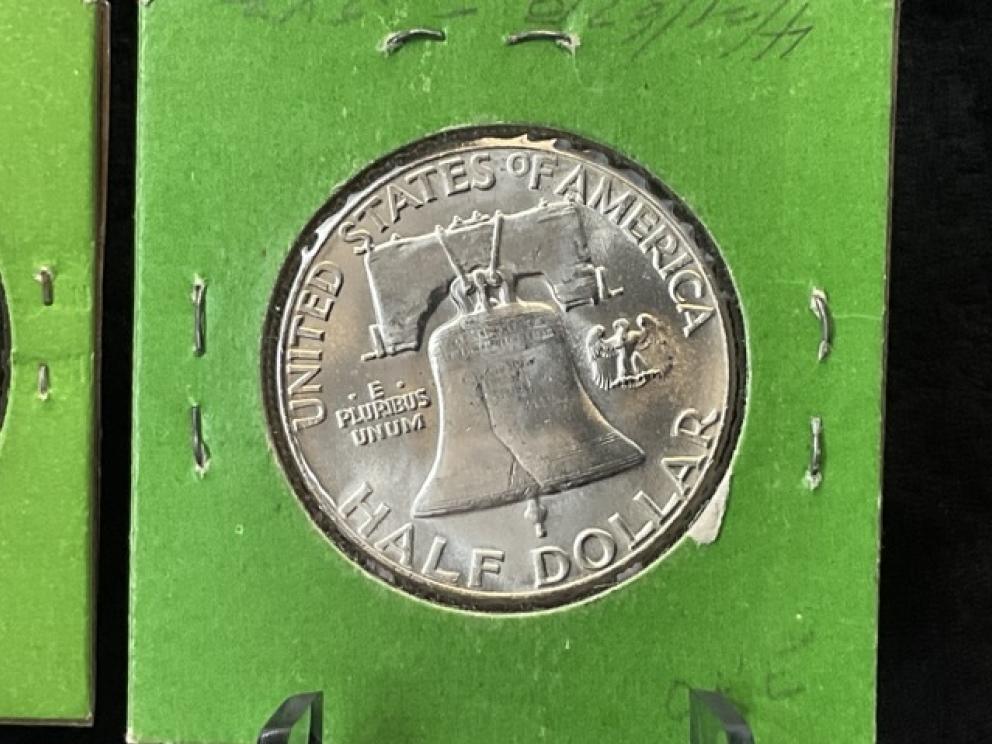 UNITED STATES OF AMERICA
·E·
PLURIBUS
UNUM
HALF DOLLAR